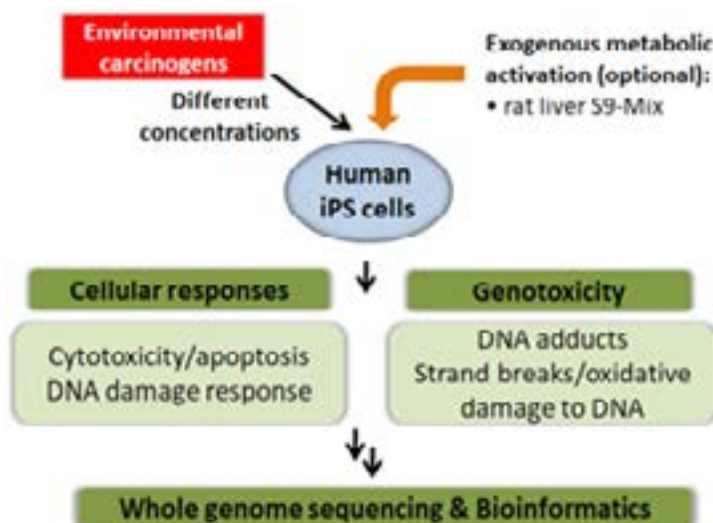 Environmental
carcinogens
Different
concentrations
Exogenous metabolic
activation (optional):
• rat liver S9-Mix
Human
iPS cells
Cellular responses
Cytotoxicity/apoptosis
DNA damage response
Genotoxicity
DNA adducts
Strand breaks/oxidative
damage to DNA
Whole genome sequencing & Bioinformatics